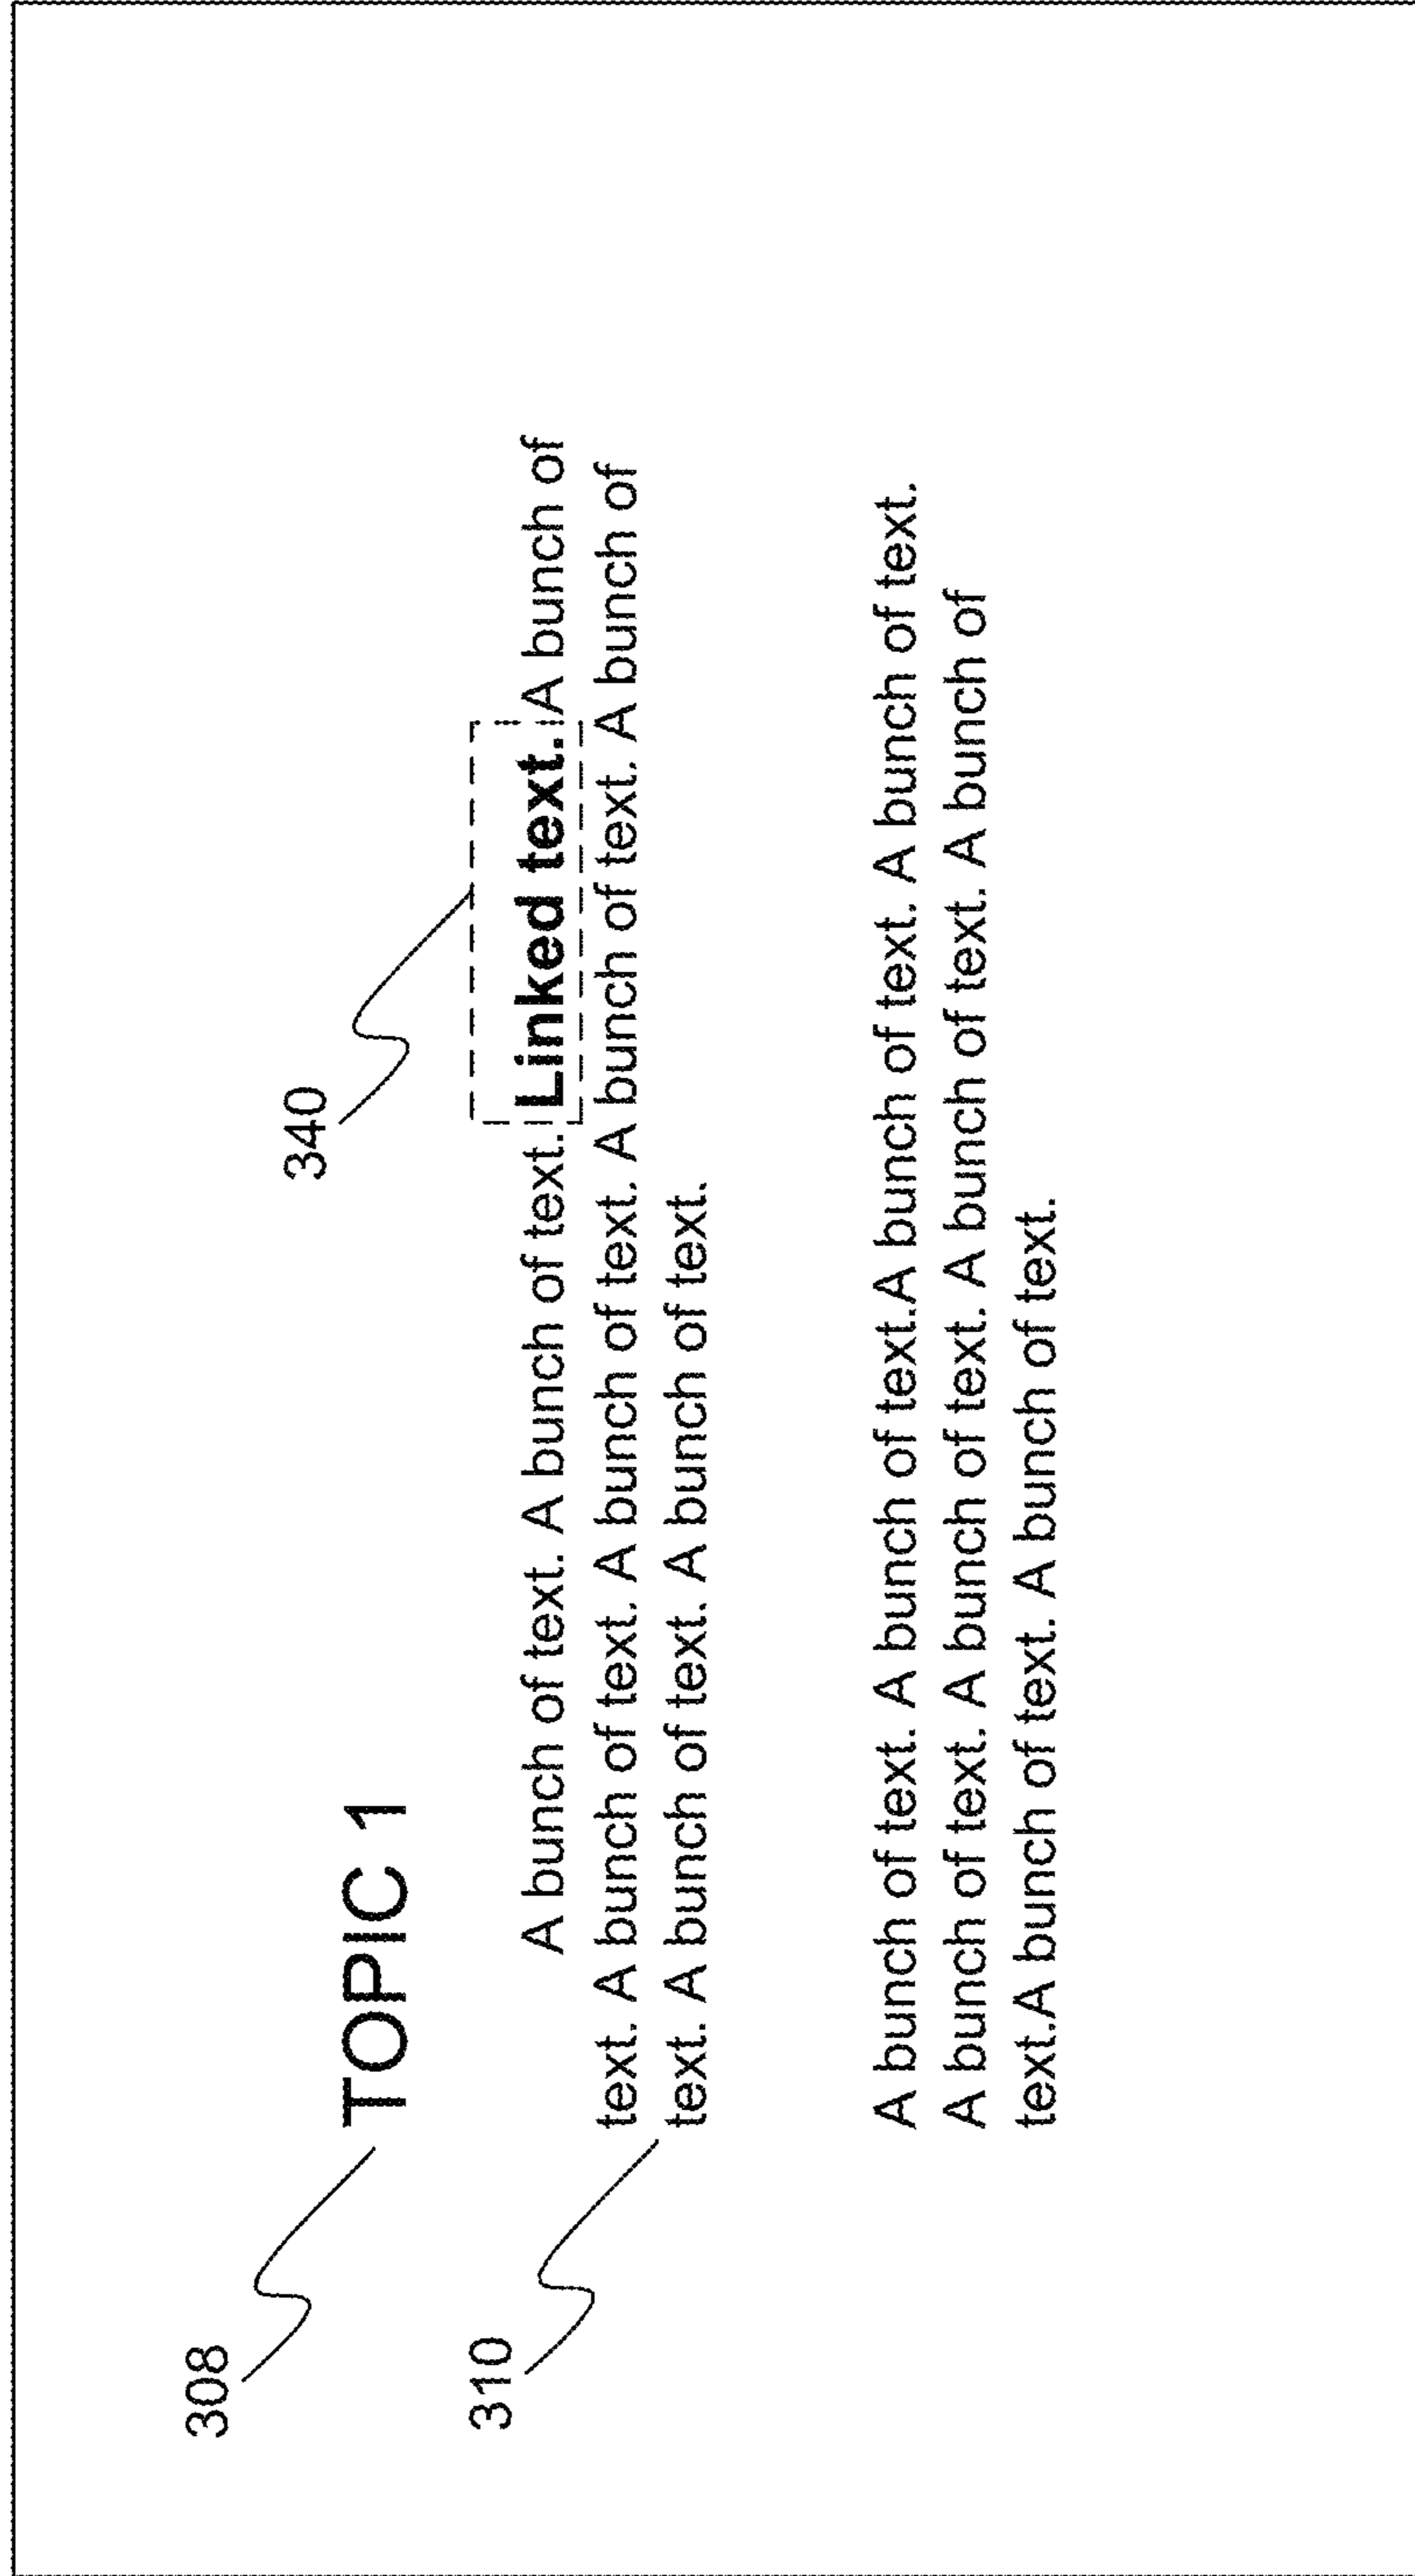 308
TOPIC 1
340
A bunch of text. A bunch of text. Linked text. A bunch of
310
text. A bunch of text. A bunch of text. A bunch of text. A bunch of
text. A bunch of text. A bunch of text.
A bunch of text. A bunch of text.A bunch of text. A bunch of text.
A bunch of text. A bunch of text. A bunch of text. A bunch of
text.A bunch of text. A bunch of text.